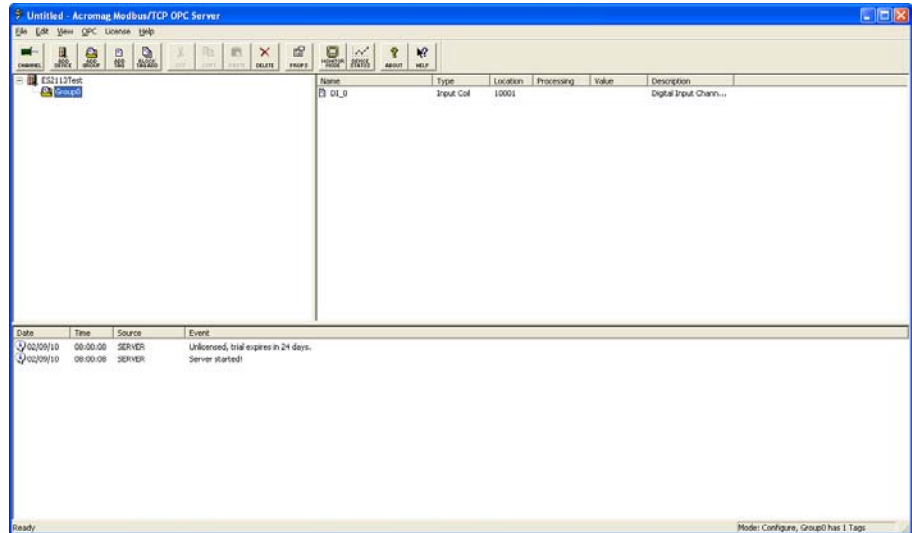 Untitled - Acromag Modbus/TCP OPC Server
File Edit View OPC License Help
CHANNEL ADD DEVICE ADD GROUP ADD TAG BLOCK TAG ADD CUT COPY PASTE DELETE PROPS MONITOR MODE DEVICE STATUS ABOUT HELP
ES2113Test
Group0
Name Type Location Processing Value Description
DI_0 Input Coil 10001 Digital Input Chann...
Date Time Source Event
02/09/10 08:00:08 SERVER Unlicensed, trial expires in 24 days.
02/09/10 08:00:08 SERVER Server started!
Ready Mode: Configure, Group0 has 1 Tags